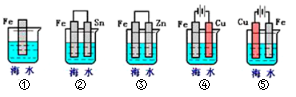 Fe
Fe Sn
Fe Zn
Fe Cu
Cu Fe
海 水
海 水
海 水
海 水
海 水
①
②
③
④
⑤